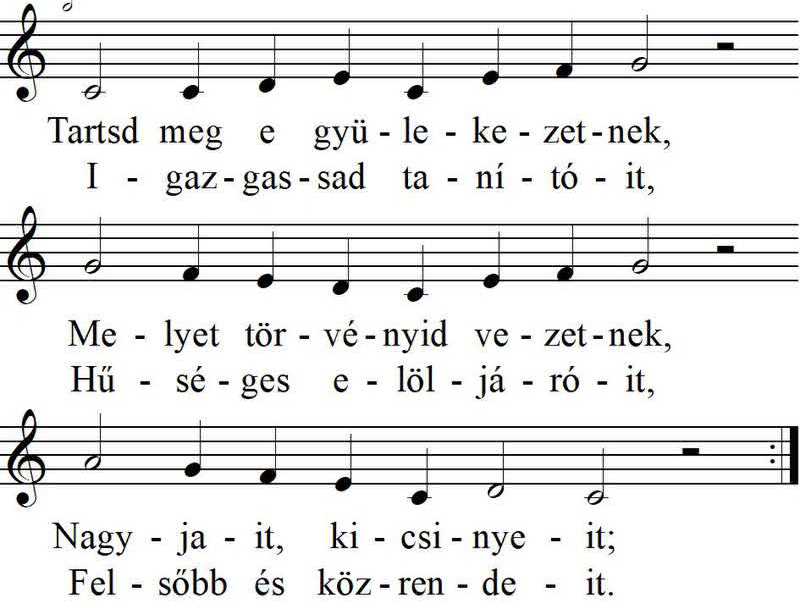 Tartsd meg e gyü - le - ke - zet - nek,
I - gaz - gas - sad ta - ní - tó - it,
Me - lyet tör - vé - nyid ve - zet - nek,
Hű - sé - ges e - löl - já - ró - it,
Nagy - ja - it, ki - csi - nye - it;
Fel - sőbb és köz - ren - de - it.